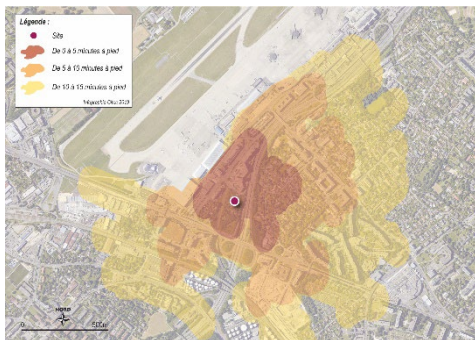 Légende :
Site
De 0 à 5 minutes à pied
De 5 à 10 minutes à pied
De 10 à 15 minutes à pied
NORD
0 500m